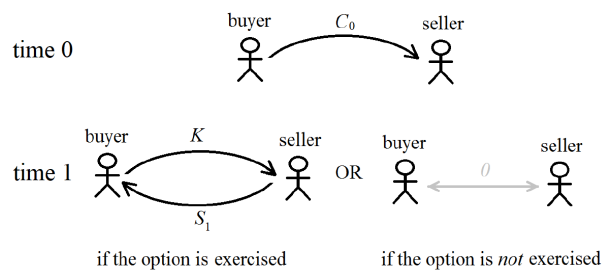 buyer C₀ seller
time 0
buyer K seller buyer seller
time 1 OR 0
S₁
if the option is exercised if the option is not exercised